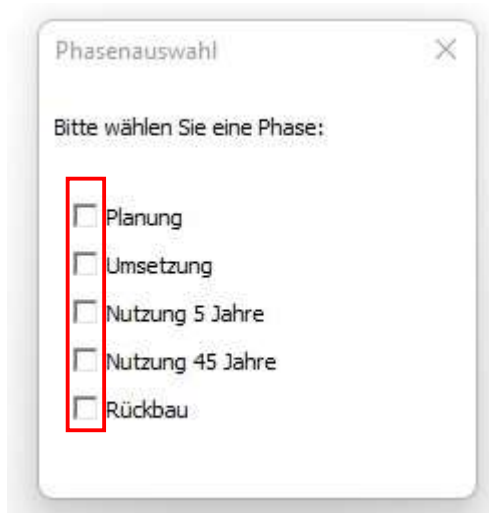 Phasenauswahl
Bitte wählen Sie eine Phase:
Planung
Umsetzung
Nutzung 5 Jahre
Nutzung 45 Jahre
Rückbau